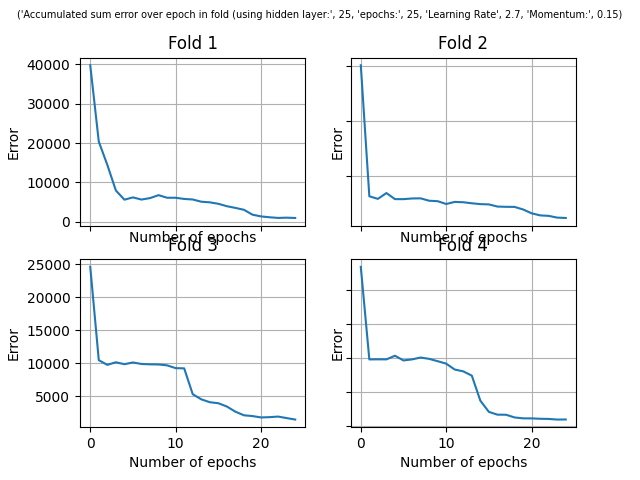 ('Accumulated sum error over epoch in fold (using hidden layer:', 25, 'epochs:', 25, 'Learning Rate', 2.7, 'Momentum:', 0.15)
Fold 1
Fold 2
40000
30000
20000
10000
0
Error
Error
Number of epochs
Number of epochs
Fold 3
Fold 4
25000
20000
15000
10000
5000
Error
Error
0
10
20
0
10
20
Number of epochs
Number of epochs